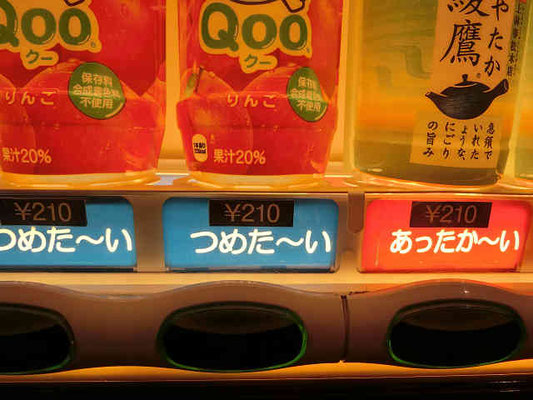 Qoo
クー
りんご
果汁20%
保存料
合成着色料
不使用
Qoo
クー
りんご
果汁20%
保存料
合成着色料
不使用
やたか
綾鷹
急須で
いれた
ような、
にごり
の旨み
¥210
つめた〜い
¥210
つめた〜い
¥210
あったか〜い